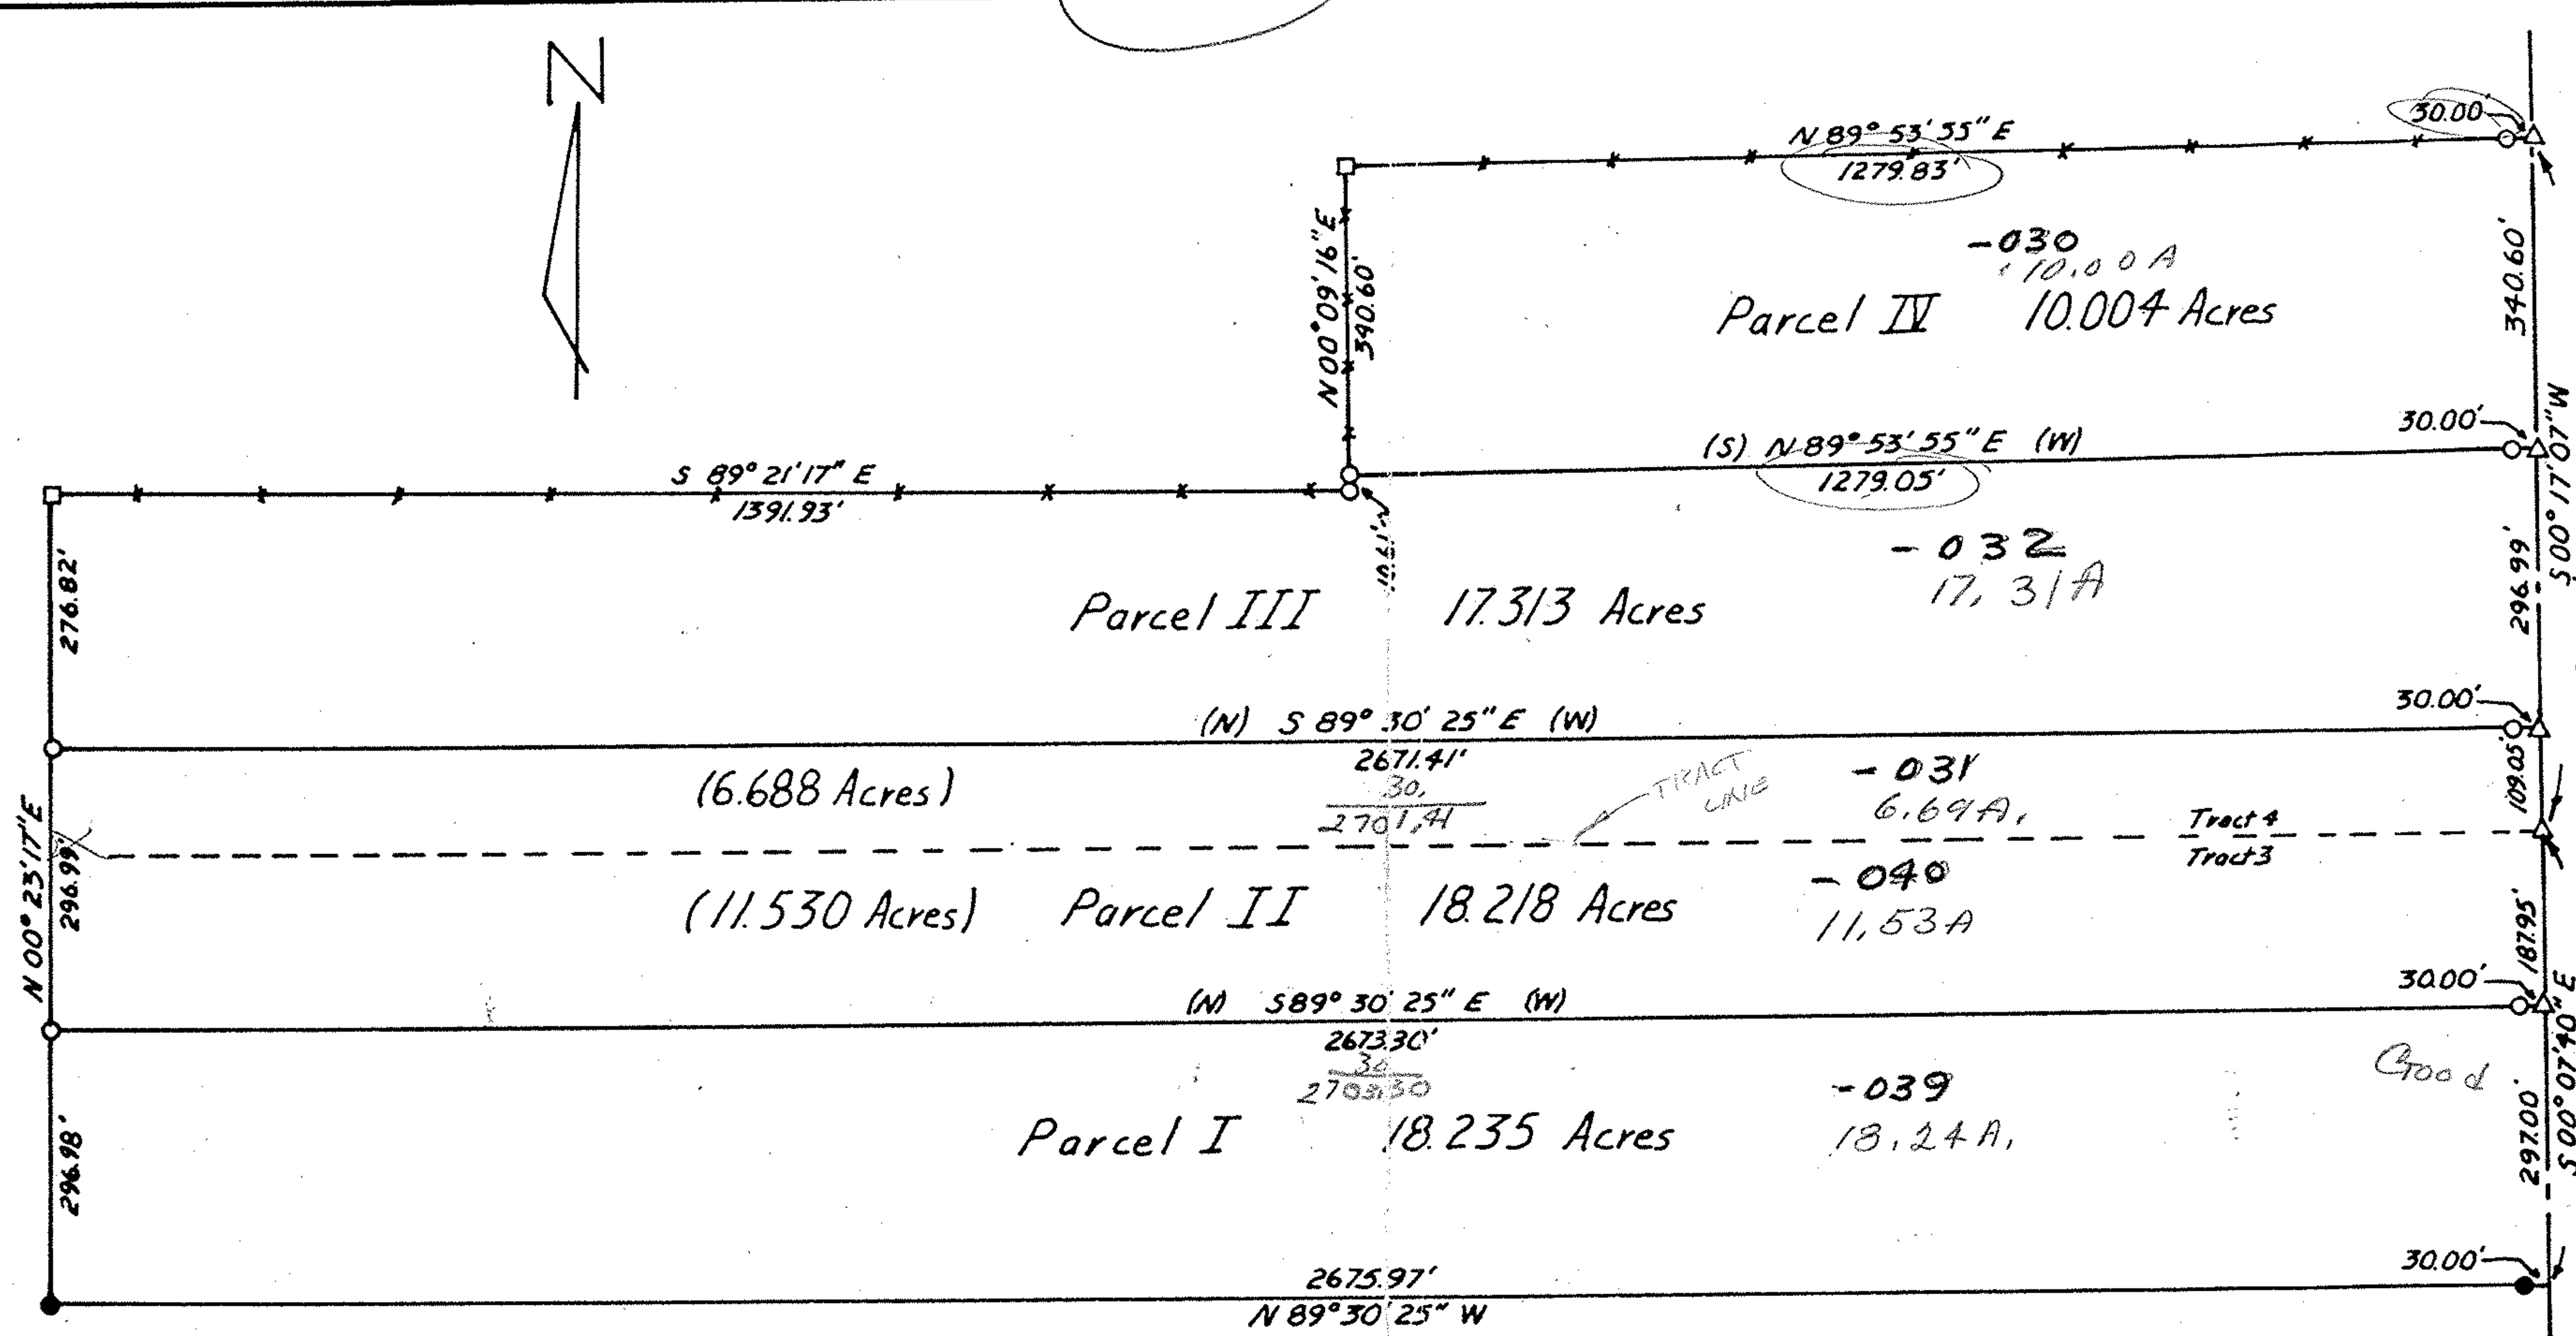 N
30.00'
N 89° 53' 55" E
1279.83'
-030
10.00 A
Parcel IV 10.004 Acres
N 00° 09' 16" E
340.60'
340.60'
30.00'
(S) N 89° 53' 55" E (W)
1279.05'
S 00° 17' 07" W
S 89° 21' 17" E
1391.93'
- 032
17.31A
276.82'
Parcel III 17.313 Acres
296.99'
30.00'
(N) S 89° 30' 25" E (W)
2671.41'
30.
2701.41
(6.688 Acres)
TRACT
LINE
- 031
6.69A.
109.05'
Tract 4
Tract 3
N 00° 23' 17" E
296.99'
(11.530 Acres) Parcel II 18.218 Acres
- 040
11.53A
187.95'
30.00'
(N) S 89° 30' 25" E (W)
2673.30'
30
2703.30
S 00° 07' 40" E
Good
-039
18.24A.
Parcel I 18.235 Acres
296.98'
297.00'
30.00'
2675.97'
N 89° 30' 25" W